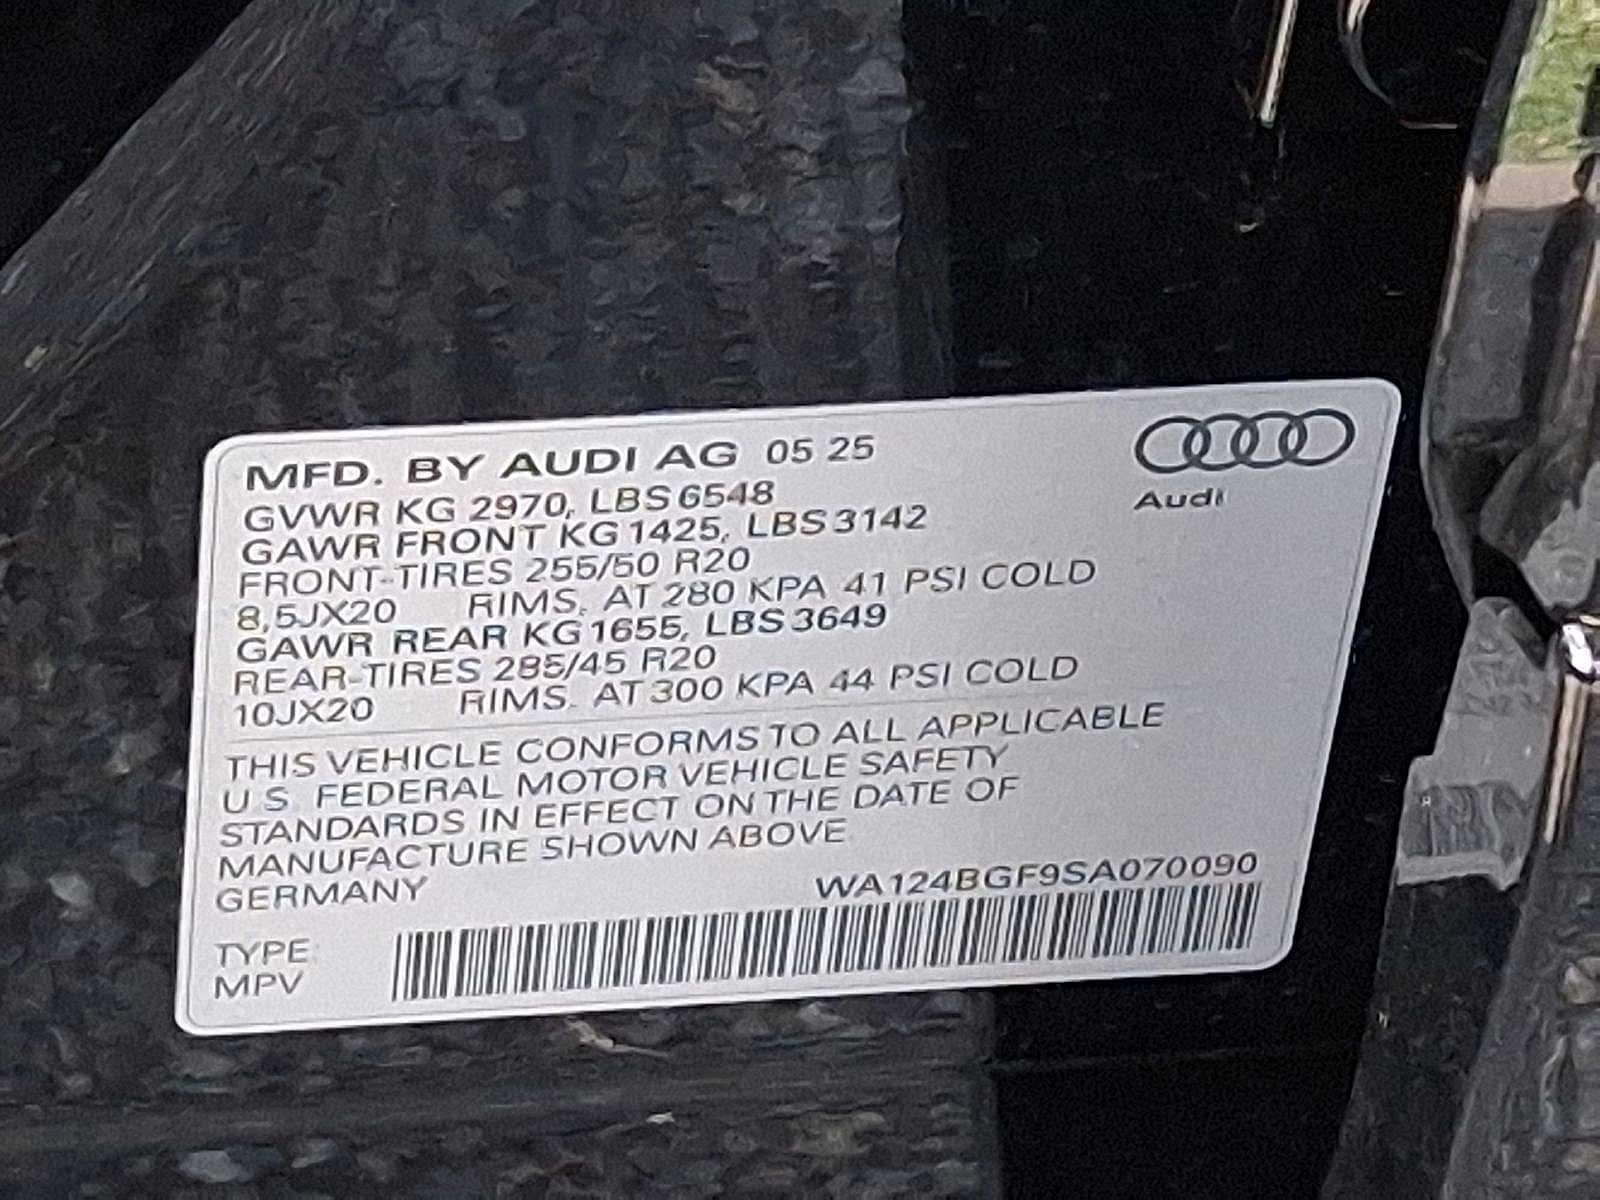 MFD. BY AUDI AG 05 25
Audi
GVWR KG 2970, LBS 6548
GAWR FRONT KG 1425, LBS 3142
FRONT-TIRES 255/50 R20
8,5JX20 RIMS, AT 280 KPA 41 PSI COLD
GAWR REAR KG 1655, LBS 3649
REAR-TIRES 285/45 R20
10JX20 RIMS. AT 300 KPA 44 PSI COLD
THIS VEHICLE CONFORMS TO ALL APPLICABLE
U S FEDERAL MOTOR VEHICLE SAFETY
STANDARDS IN EFFECT ON THE DATE OF
MANUFACTURE SHOWN ABOVE
GERMANY WA124BGF9SA070090
TYPE
MPV